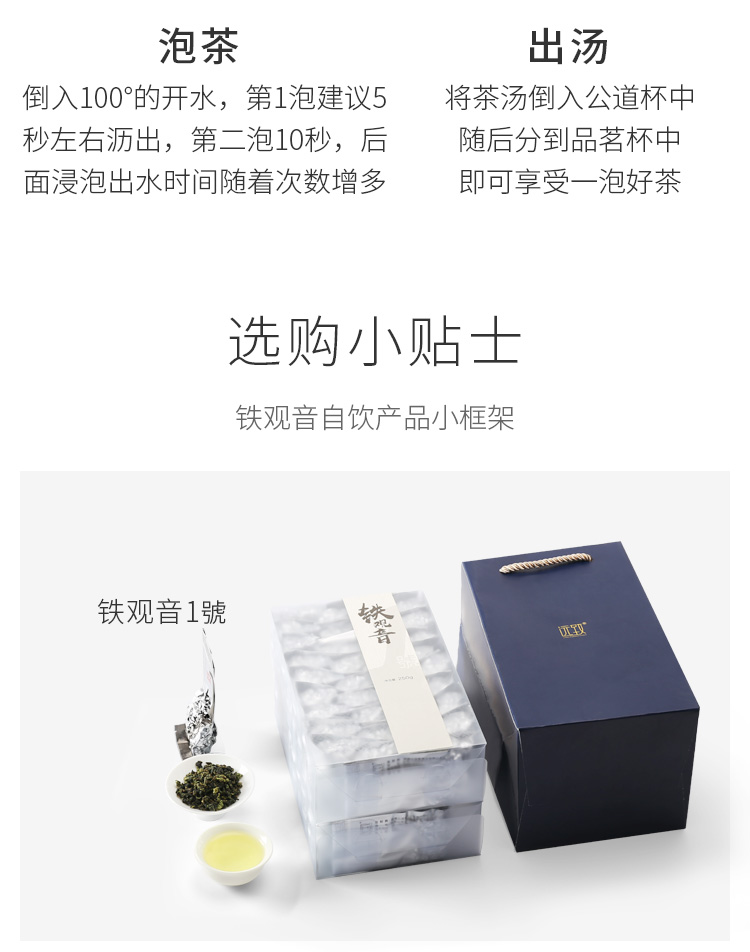 泡茶
倒入100°的开水，第1泡建议5
秒左右沥出，第二泡10秒，后
面浸泡出水时间随着次数增多
出汤
将茶汤倒入公道杯中
随后分到品茗杯中
即可享受一泡好茶
选购小贴士
铁观音自饮产品小框架
铁观音1號
铁观音